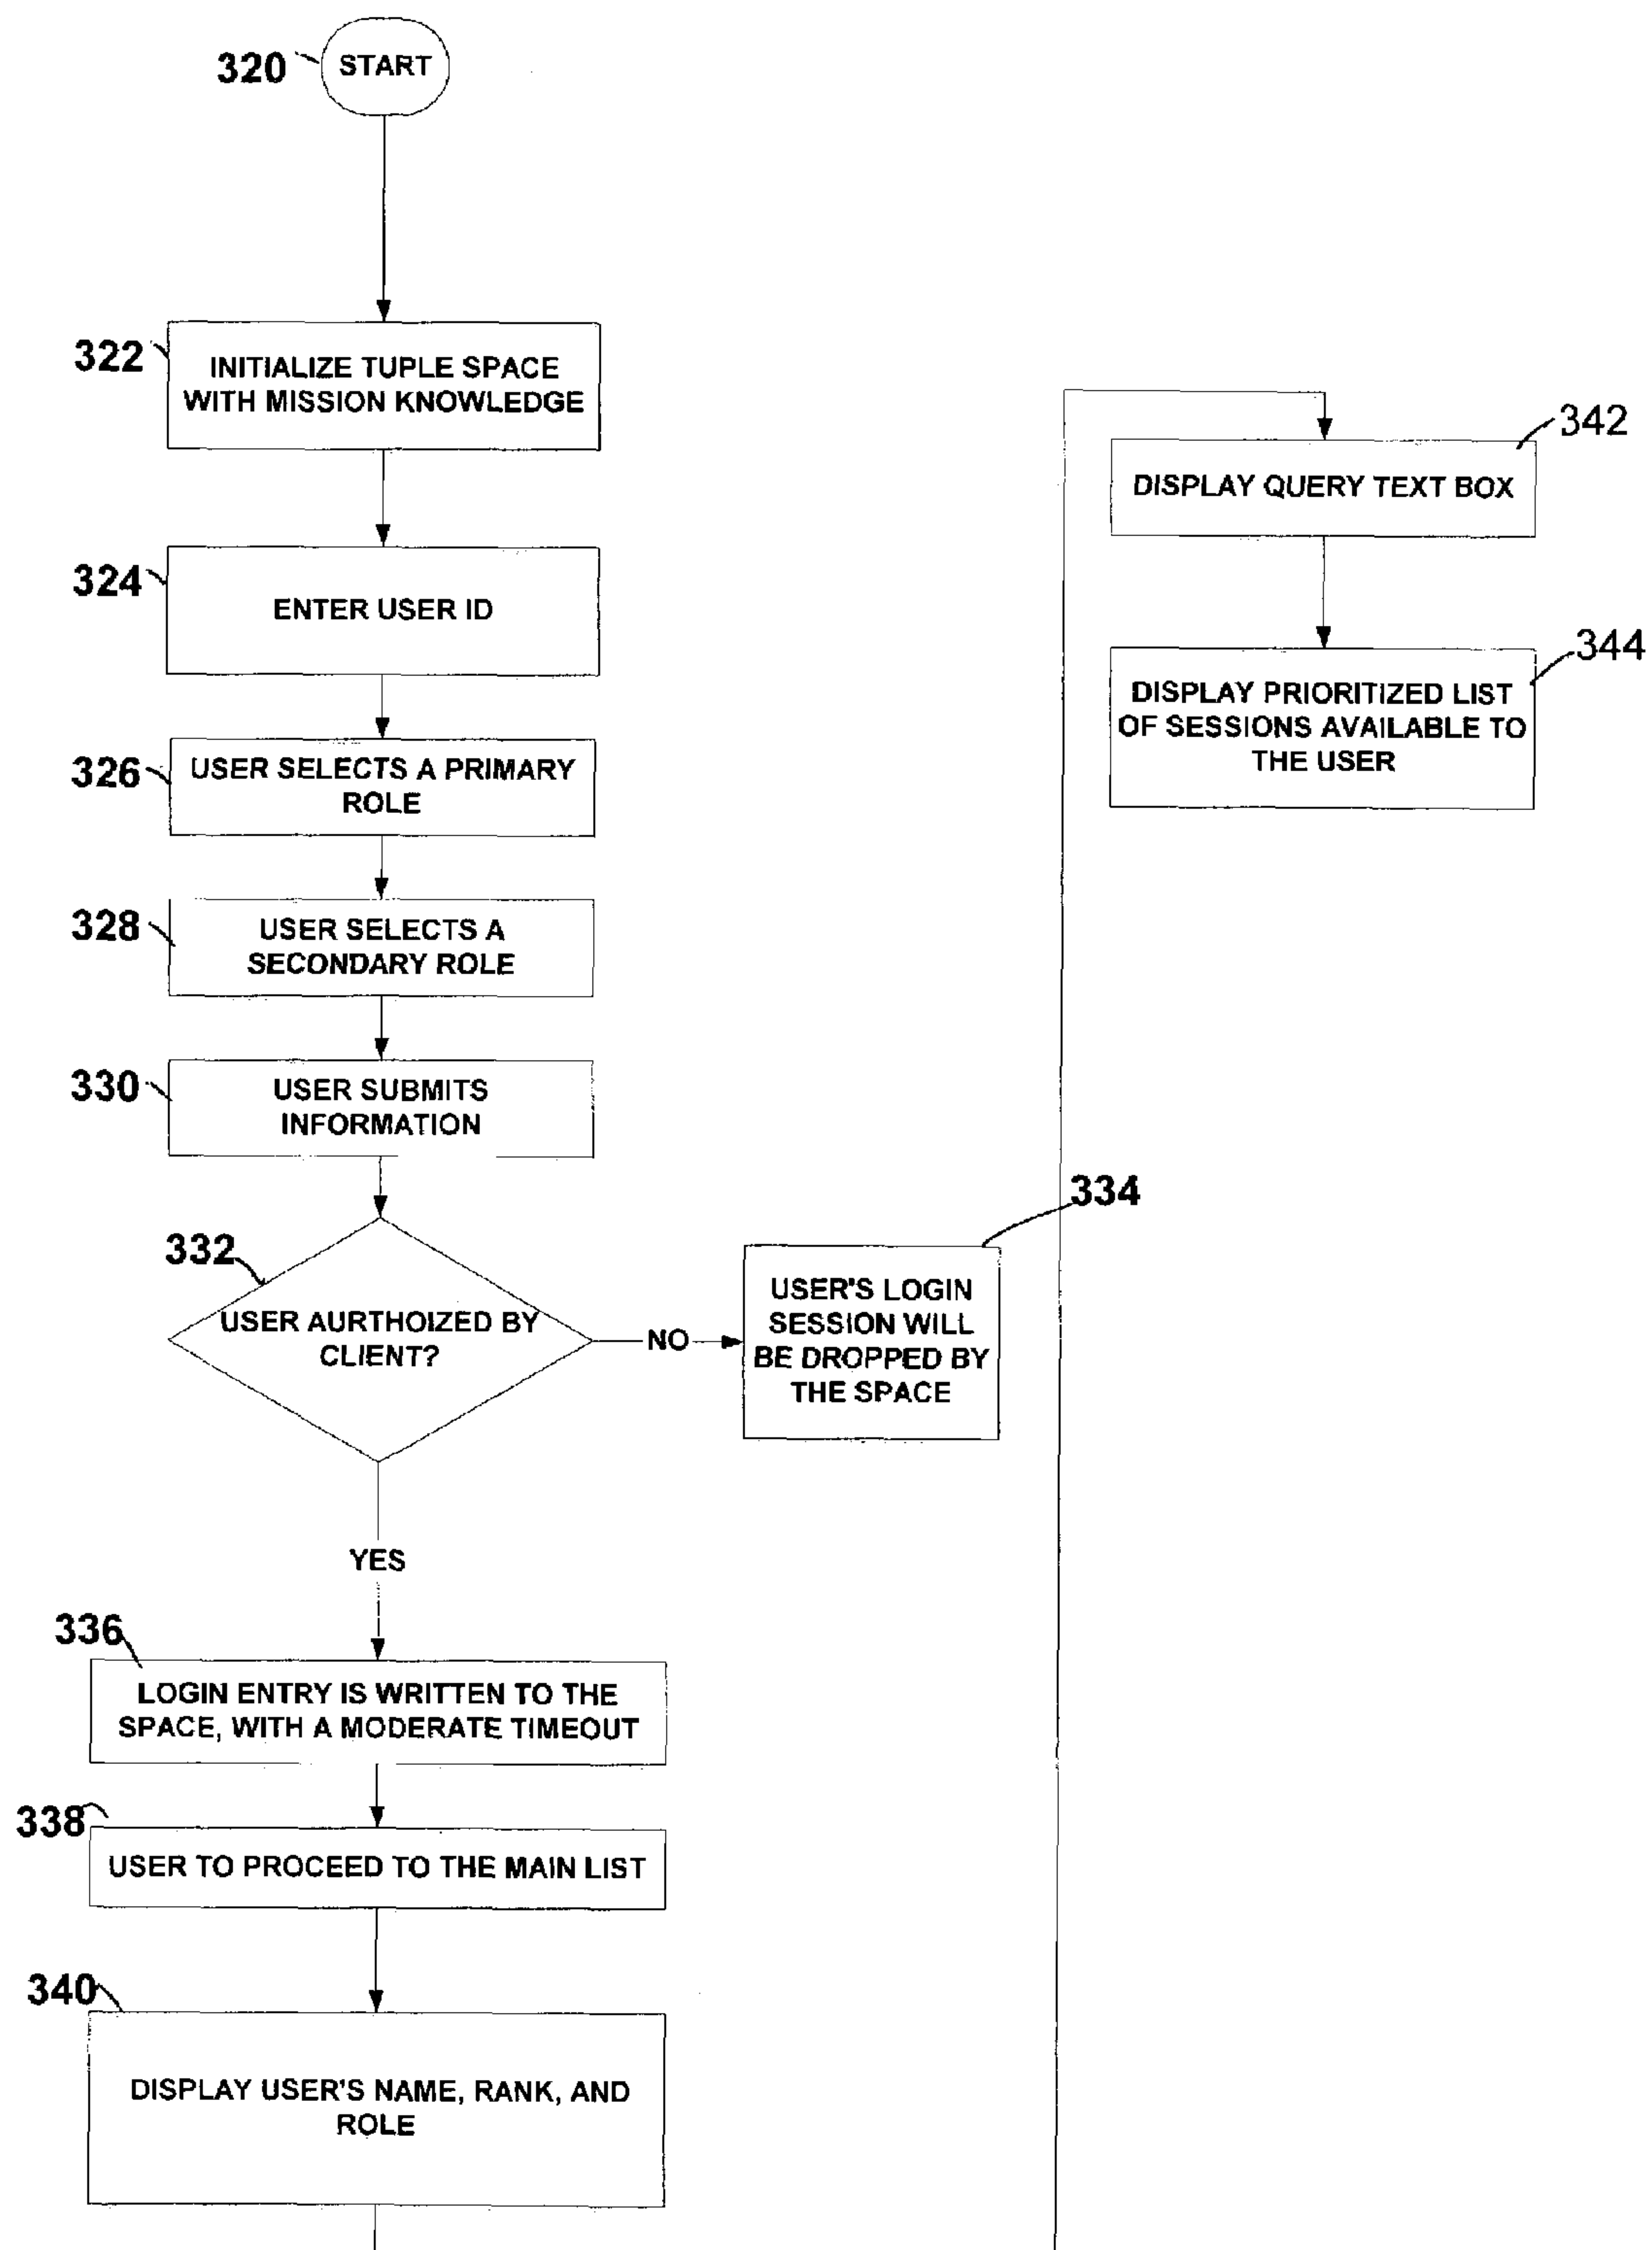 320
START
322
INITIALIZE TUPLE SPACE
WITH MISSION KNOWLEDGE
324
ENTER USER ID
326
USER SELECTS A PRIMARY
ROLE
328
USER SELECTS A
SECONDARY ROLE
330
USER SUBMITS
INFORMATION
332
USER AURTHOIZED BY
CLIENT?
NO
334
USER'S LOGIN
SESSION WILL
BE DROPPED BY
THE SPACE
YES
336
LOGIN ENTRY IS WRITTEN TO THE
SPACE, WITH A MODERATE TIMEOUT
338
USER TO PROCEED TO THE MAIN LIST
340
DISPLAY USER'S NAME, RANK, AND
ROLE
342
DISPLAY QUERY TEXT BOX
344
DISPLAY PRIORITIZED LIST
OF SESSIONS AVAILABLE TO
THE USER